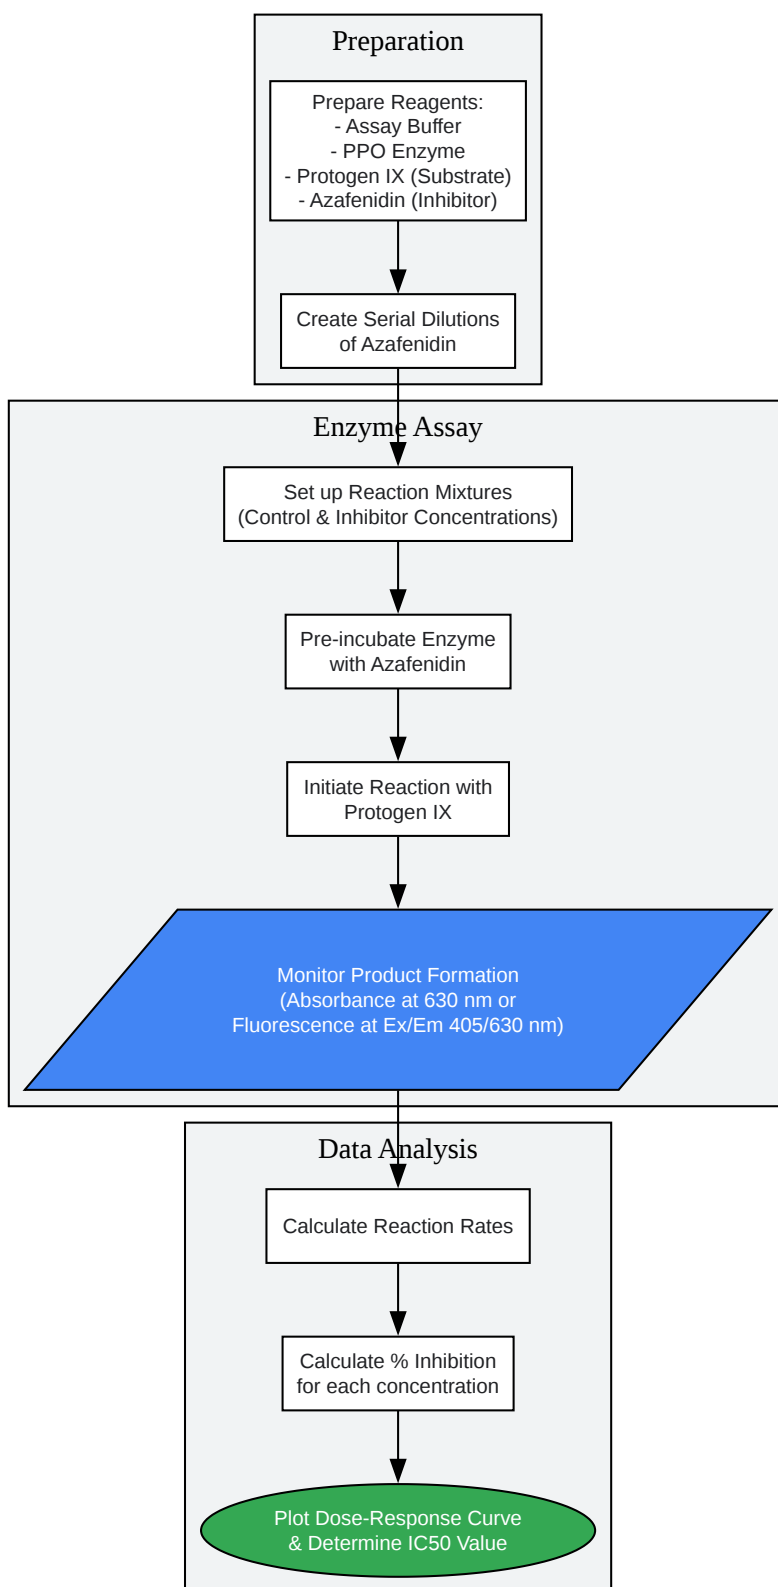 Preparation
Prepare Reagents:
- Assay Buffer
- PPO Enzyme
- Protogen IX (Substrate)
- Azafenidin (Inhibitor)
Create Serial Dilutions
of Azafenidin
Enzyme Assay
Set up Reaction Mixtures
(Control & Inhibitor Concentrations)
Pre-incubate Enzyme
with Azafenidin
Initiate Reaction with
Protogen IX
Monitor Product Formation
(Absorbance at 630 nm or
Fluorescence at Ex/Em 405/630 nm)
Data Analysis
Calculate Reaction Rates
Calculate % Inhibition
for each concentration
Plot Dose-Response Curve
& Determine IC50 Value